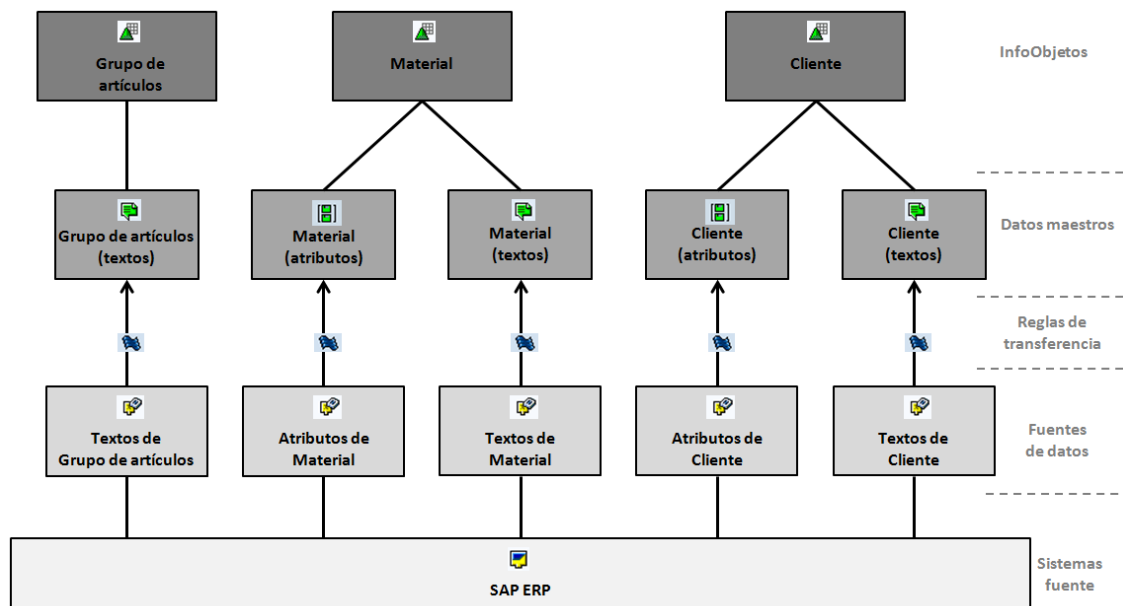 Grupo de
artículos
Material
Cliente
InfoObjetos
Grupo de artículos
(textos)
Material
(atributos)
Material
(textos)
Cliente
(atributos)
Cliente
(textos)
Datos maestros
Reglas de
transferencia
Textos de
Grupo de artículos
Atributos de
Material
Textos de
Material
Atributos de
Cliente
Textos de
Cliente
Fuentes
de datos
SAP ERP
Sistemas
fuente